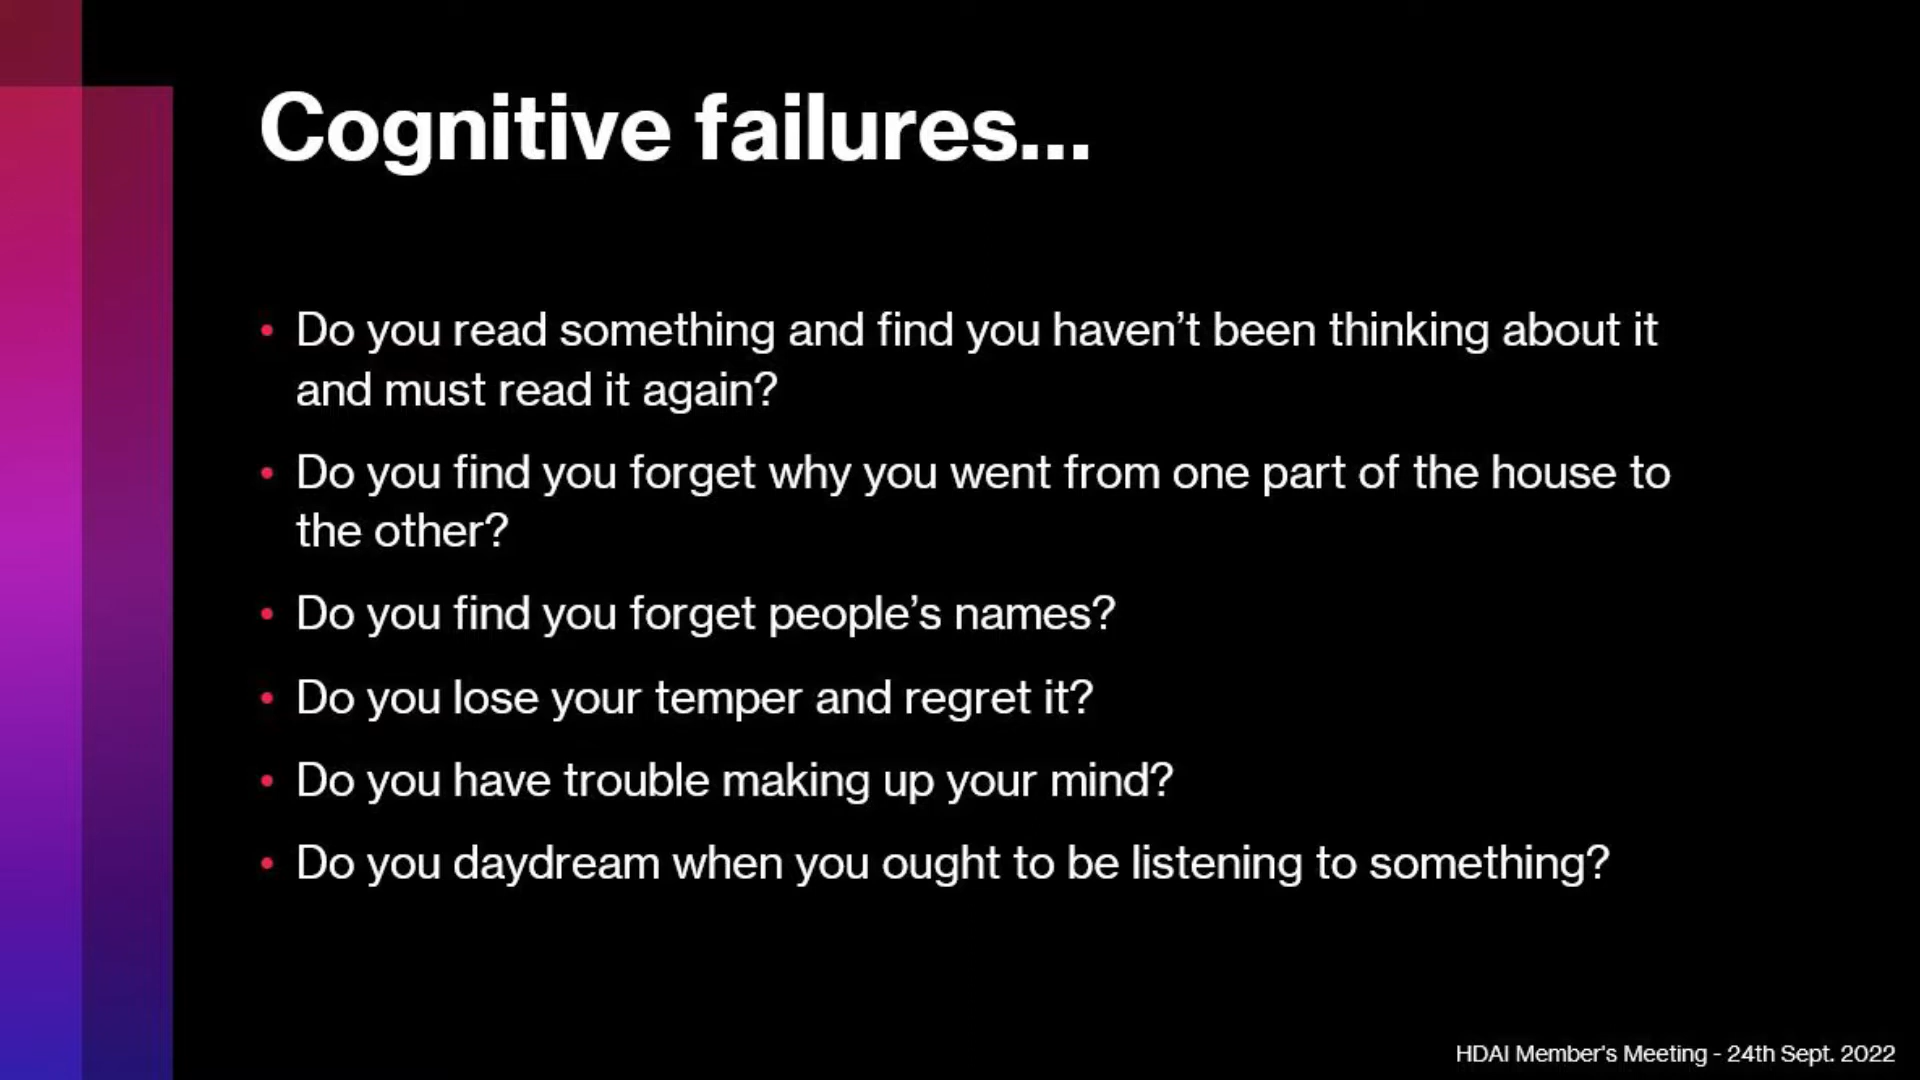 Cognitive failures...
• Do you read something and find you haven’t been thinking about it
and must read it again?
• Do you find you forget why you went from one part of the house to
the other?
• Do you find you forget people’s names?
• Do you lose your temper and regret it?
• Do you have trouble making up your mind?
• Do you daydream when you ought to be listening to something?
HDAI Member's Meeting - 24th Sept. 2022